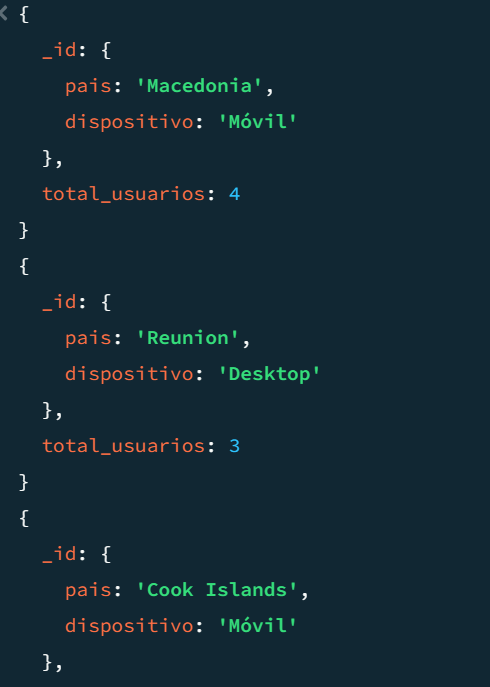 {
  _id: {
    pais: 'Macedonia',
    dispositivo: 'Móvil'
  },
  total_usuarios: 4
}
{
  _id: {
    pais: 'Reunion',
    dispositivo: 'Desktop'
  },
  total_usuarios: 3
}
{
  _id: {
    pais: 'Cook Islands',
    dispositivo: 'Móvil'
  },